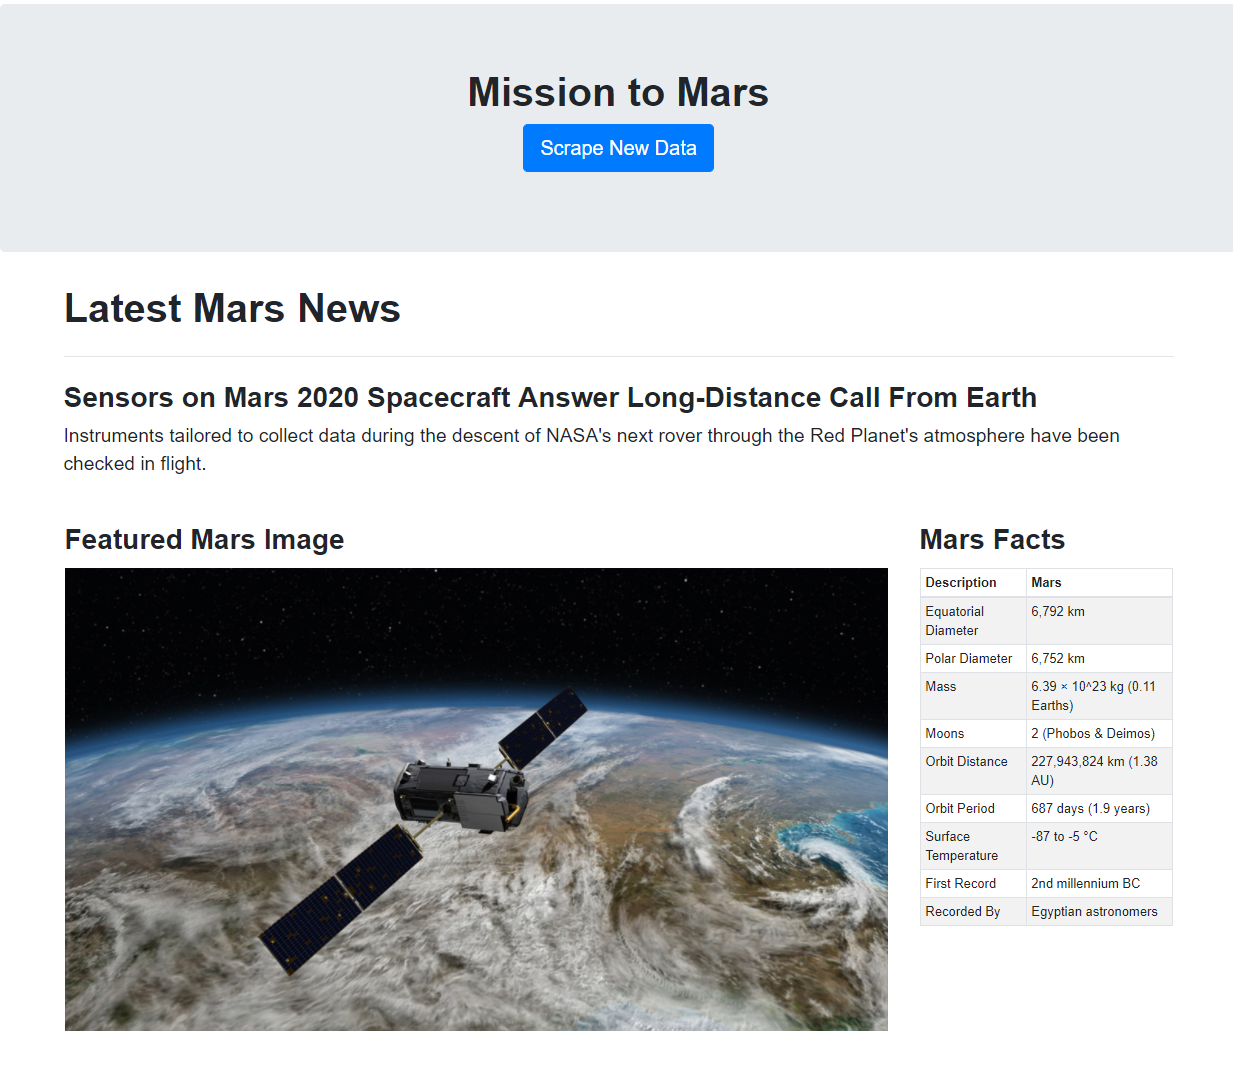 Mission to Mars
Scrape New Data
Latest Mars News
Sensors on Mars 2020 Spacecraft Answer Long-Distance Call From Earth
Instruments tailored to collect data during the descent of NASA's next rover through the Red Planet's atmosphere have been
checked in flight.
Featured Mars Image
Mars Facts
Description Mars
Equatorial Diameter 6,792 km
Polar Diameter 6,752 km
Mass 6.39 × 10^23 kg (0.11 Earths)
Moons 2 (Phobos & Deimos)
Orbit Distance 227,943,824 km (1.38 AU)
Orbit Period 687 days (1.9 years)
Surface Temperature -87 to -5 °C
First Record 2nd millennium BC
Recorded By Egyptian astronomers